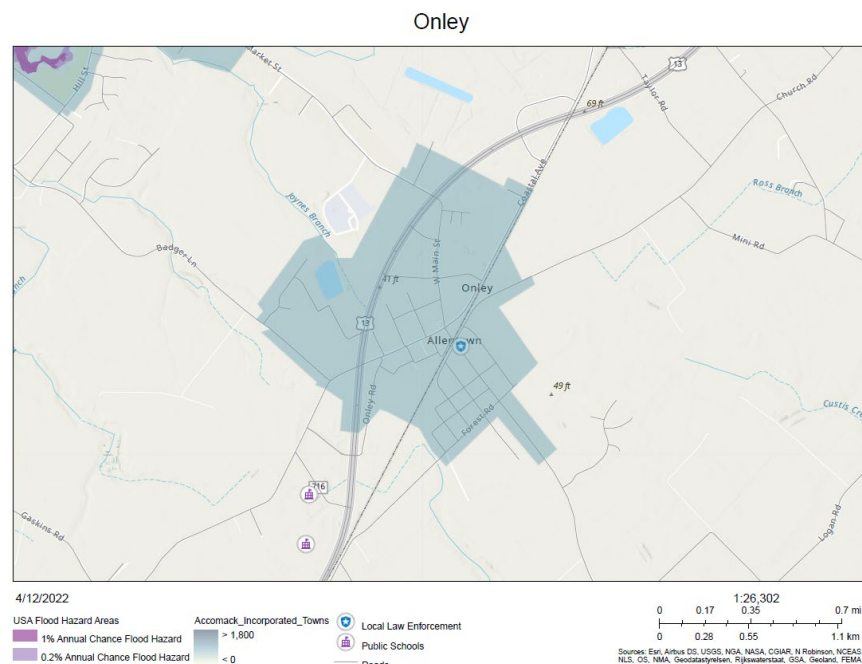 Onley
Market St
Hill St
13
69 ft
Taylor Rd
Church Rd
Coastal Ave
Ross Branch
Joynes Branch
Mini Rd
Badger Ln
W Main St
41 ft
Onley
13
Allentown
49 ft
Onley Rd
Forest Rd
Custis Cre
716
Gaskins Rd
Logan Rd
4/12/2022
1:26,302
0 0.17 0.35 0.7 mi
0 0.28 0.55 1.1 km
USA Flood Hazard Areas
1% Annual Chance Flood Hazard
0.2% Annual Chance Flood Hazard
Accomack_Incorporated_Towns
> 1,800
< 0
Local Law Enforcement
Public Schools
Sources: Esri, Airbus DS, USGS, NGA, NASA, CGIAR, N Robinson, NCEAS
NLS, OS, NMA, Geodatastyrelsen, Rijkswaterstaat, GSA, Geoland, FEMA